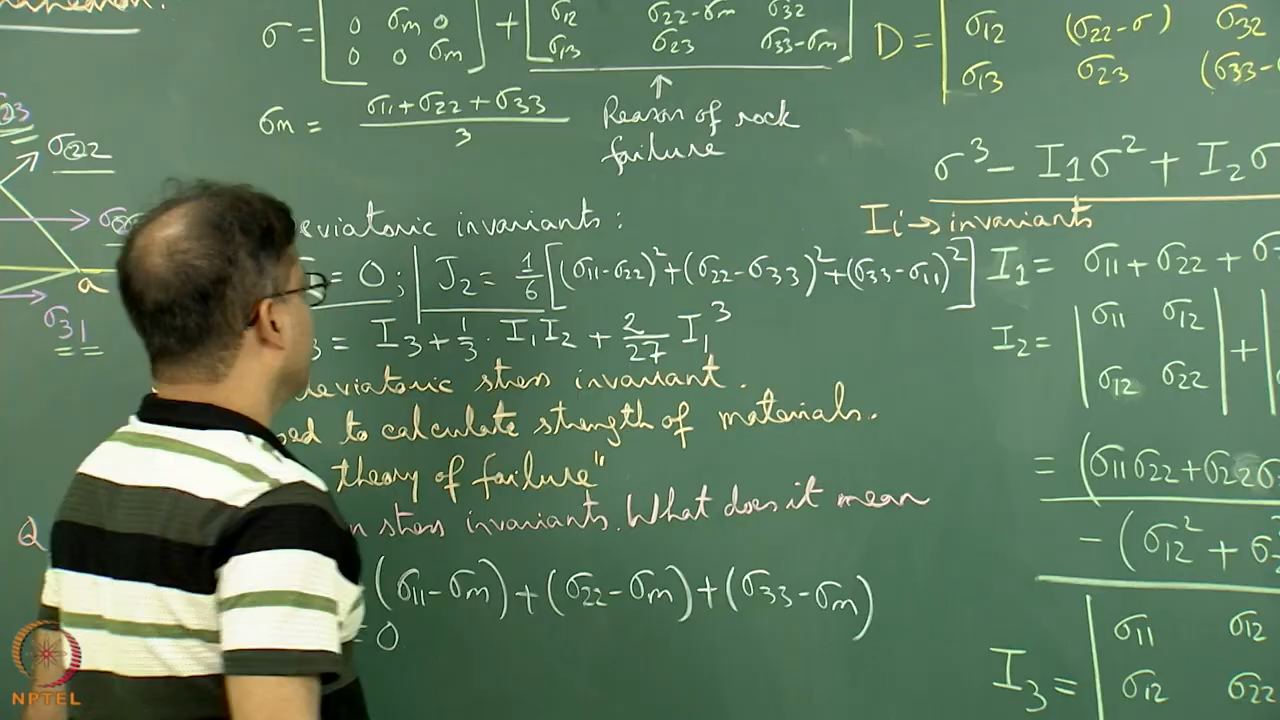 σ = [0 σm 0
0 0 σm] + [σ12 σ22-σm σ32
σ13 σ23 σ33-σm]
σm = (σ11+σ22+σ33)/3
Reason of rock
failure
eviatoric invariants:
= 0; J2 = 1/6 [(σ11-σ22)²+(σ22-σ33)²+(σ33-σ11)²]
3 = I3 + 1/3 · I1I2 + 2/27 I1³
eviatoric stress invariant.
sed to calculate strength of materials.
theory of failure"
Q n stress invariants. What does it mean
(σ11-σm)+(σ22-σm)+(σ33-σm)
= 0
σ22
σ31
a
D = | σ12 (σ22-σ) σ32
σ13 σ23 (σ33-
σ³ - I1σ² + I2σ
Ii → invariants
I1 = σ11+σ22+σ
I2 = |σ11 σ12
σ12 σ22| + |
= (σ11σ22+σ22σ
- (σ12² + σ
I3 = | σ11 σ12
σ12 σ22
NPTEL